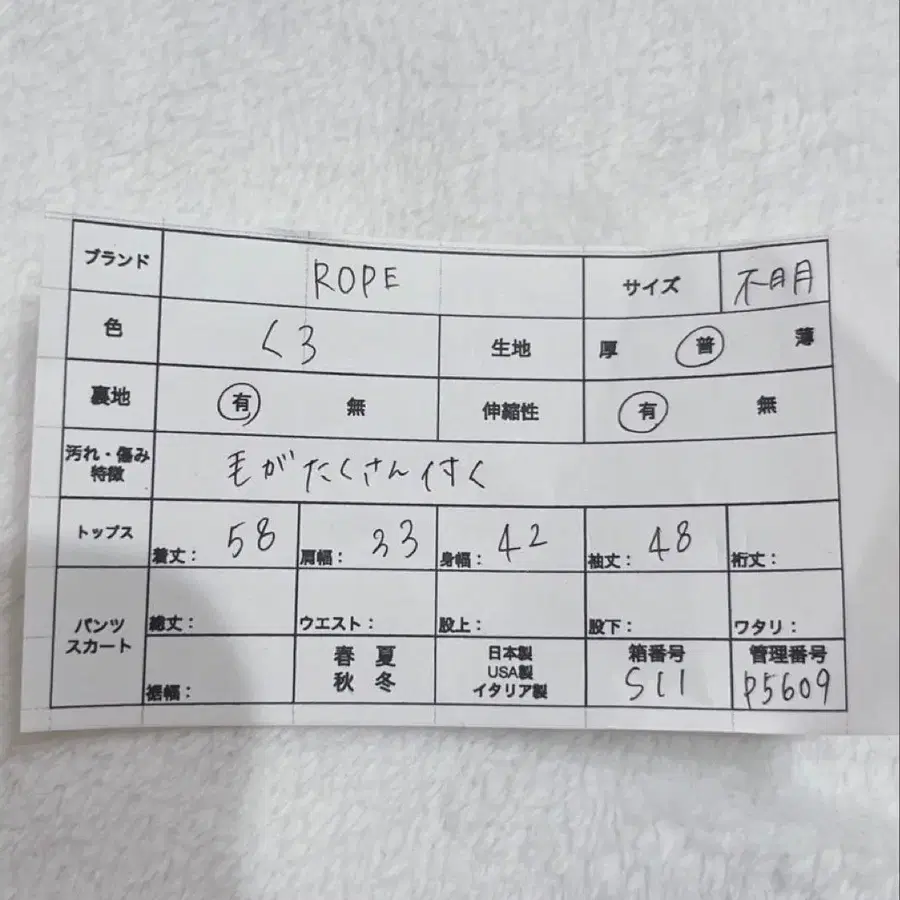 ブランド ROPE サイズ 不明
色 くろ 生地 厚 普 薄
裏地 有 無 伸縮性 有 無
汚れ・傷み
特徴 毛がたくさん付く
トップス 着丈: 58 肩幅: 33 身幅: 42 袖丈: 48 裄丈:
パンツ
スカート 総丈: ウエスト: 股上: 股下: ワタリ:
裾幅: 春 夏
秋 冬
日本製
USA製
イタリア製
箱番号
S11
管理番号
P5609